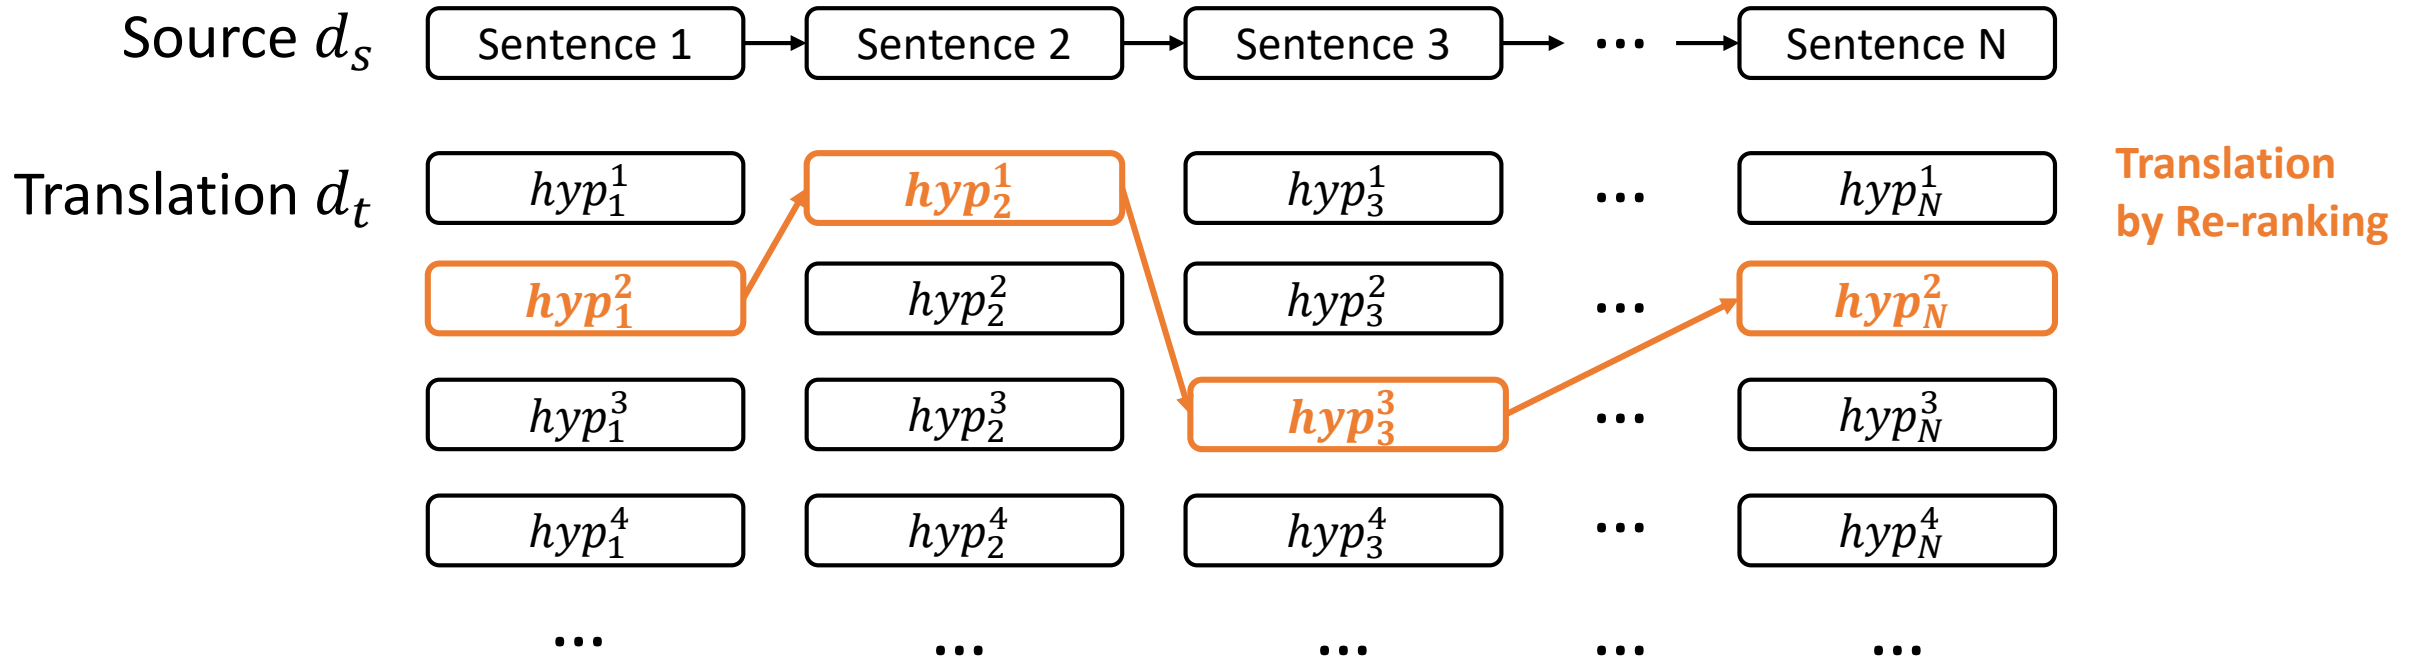 Source $d_s$ Sentence 1 Sentence 2 Sentence 3 ... Sentence N
Translation $d_t$ $hyp_1^1$ $hyp_2^1$ $hyp_3^1$ ... $hyp_N^1$
Translation
by Re-ranking
$hyp_1^2$ $hyp_2^2$ $hyp_3^2$ ... $hyp_N^2$
$hyp_1^3$ $hyp_2^3$ $hyp_3^3$ ... $hyp_N^3$
$hyp_1^4$ $hyp_2^4$ $hyp_3^4$ ... $hyp_N^4$
... ... ... ... ...